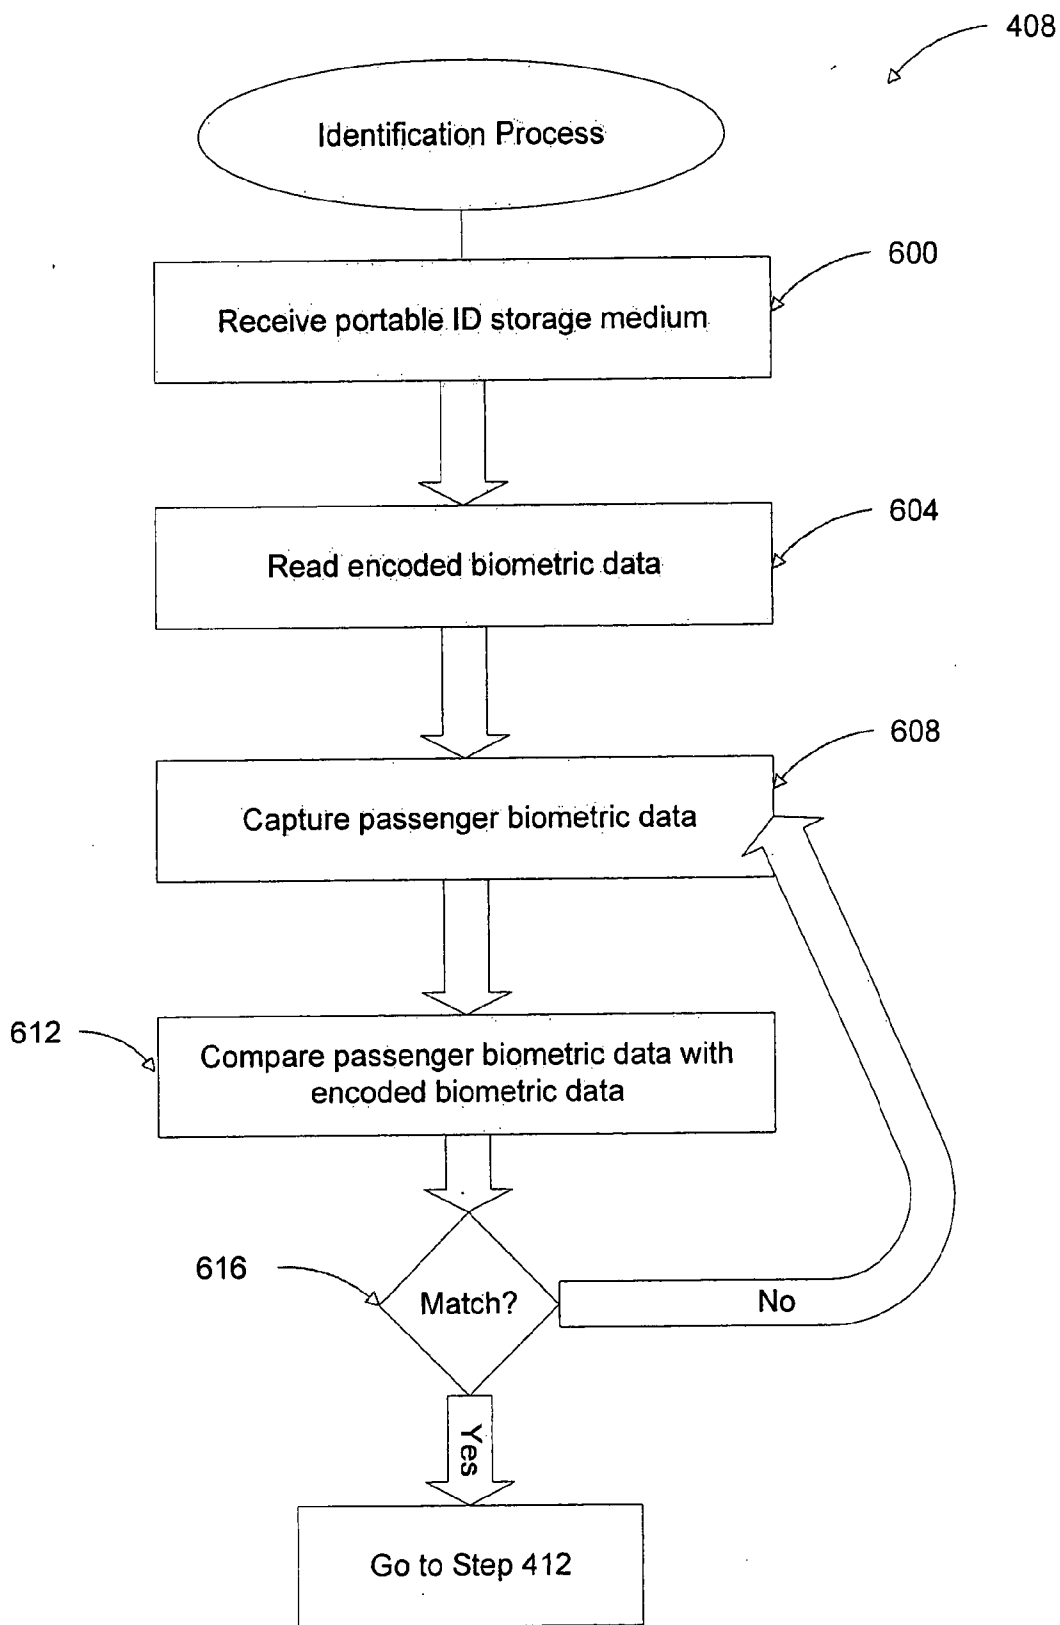 408
Identification Process
600
Receive portable ID storage medium
604
Read encoded biometric data
608
Capture passenger biometric data
612
Compare passenger biometric data with
encoded biometric data
616
Match?
No
Yes
Go to Step 412